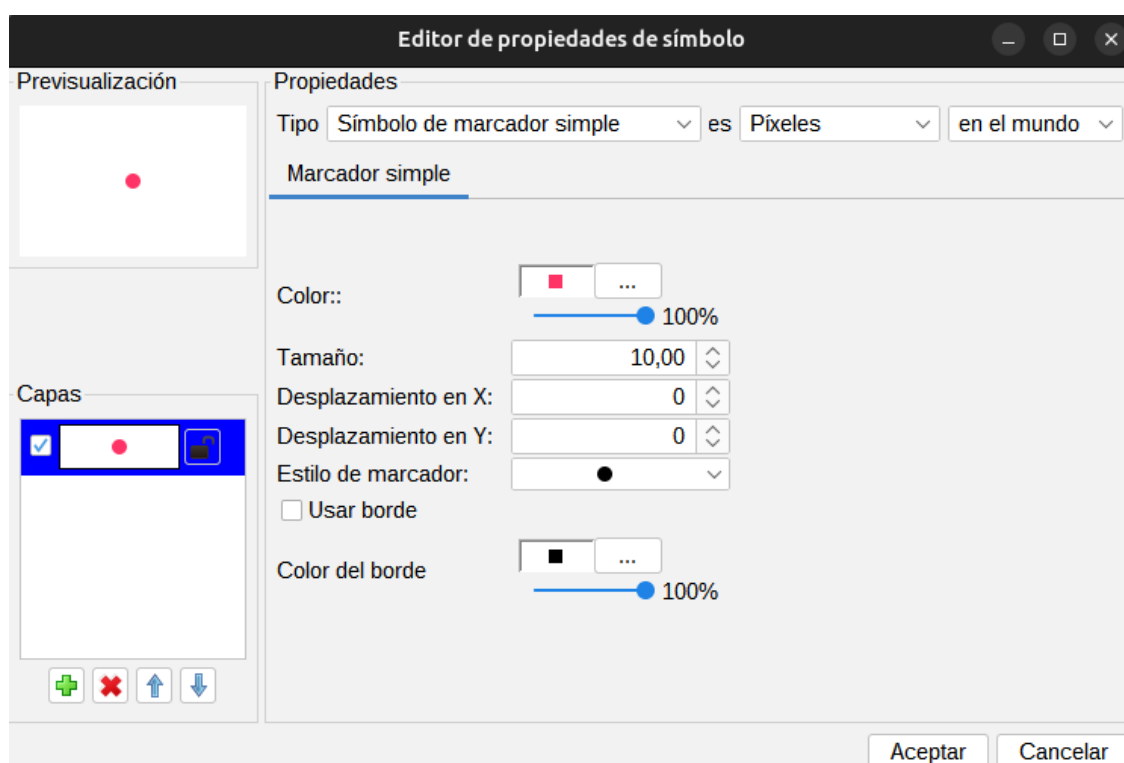 Editor de propiedades de símbolo
Previsualización
Propiedades
Tipo Símbolo de marcador simple es Píxeles en el mundo
Marcador simple
Color:: ...
100%
Tamaño: 10,00
Capas
Desplazamiento en X: 0
Desplazamiento en Y: 0
Estilo de marcador:
Usar borde
Color del borde ...
100%
Aceptar Cancelar